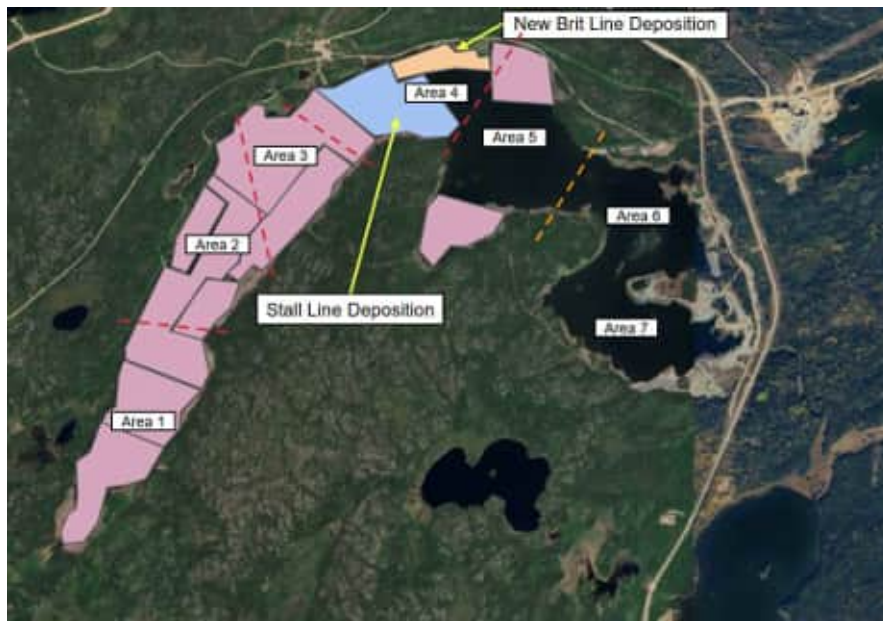 New Brit Line Deposition
Area 4
Area 5
Area 3
Area 6
Area 2
Stall Line Deposition
Area 7
Area 1